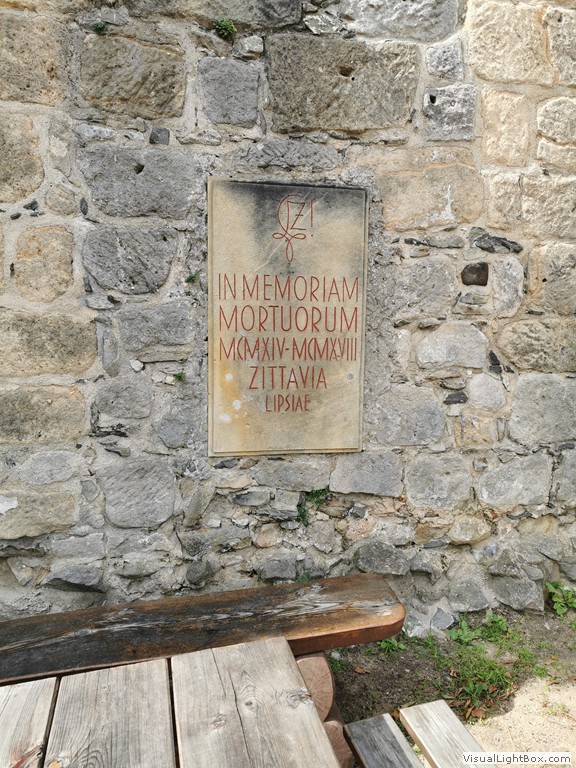 Z!
IN MEMORIAM
MORTUORUM
MCMXIV-MCMXVIII
ZITTAVIA
LIPSIAE
VisualLightBox.com